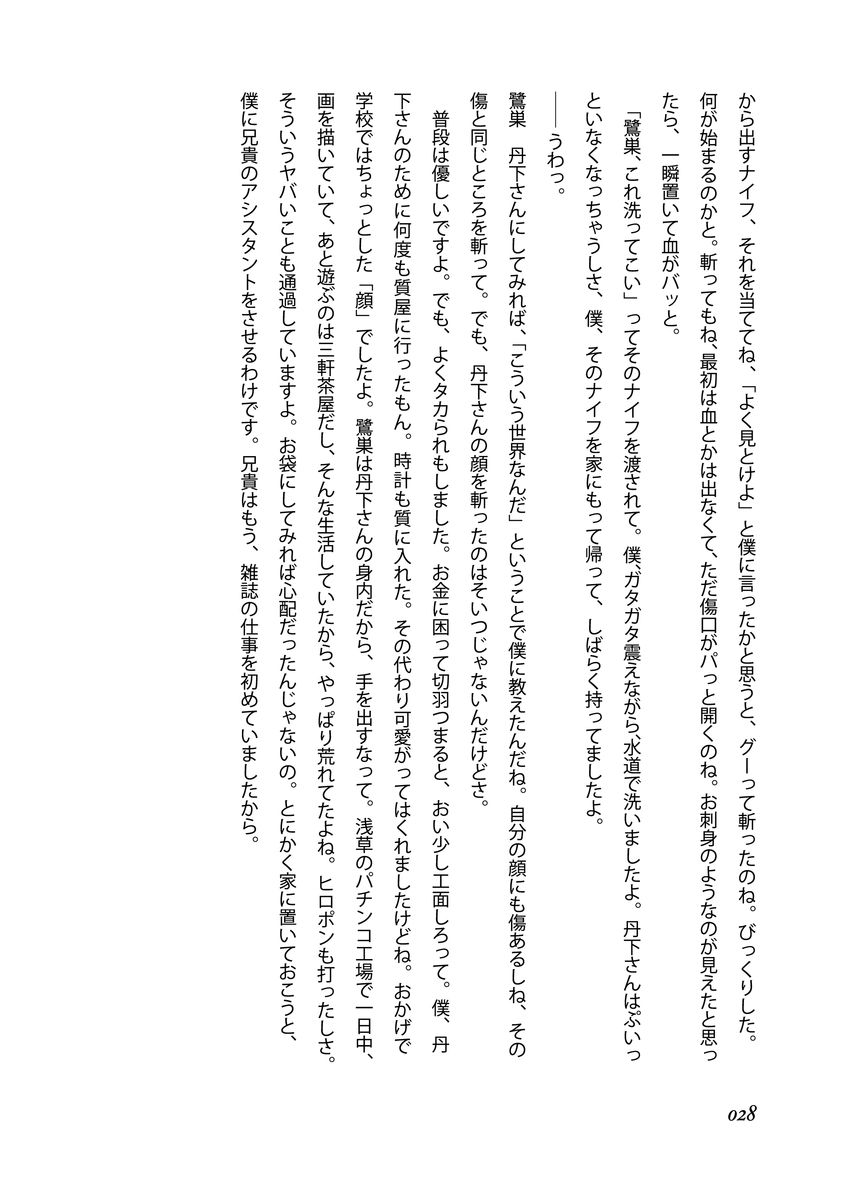 から出すナイフ、それを当ててね、「よく見とけよ」と僕に言ったかと思うと、グーって斬ったのね。びっくりした。
何が始まるのかと。斬ってもね、最初は血とかは出なくて、ただ傷口がパっと開くのね。お刺身のようなのが見えたと思っ
たら、一瞬置いて血がバッと。
「鷺巣、これ洗ってこい」ってそのナイフを渡されて。僕、ガタガタ震えながら、水道で洗いましたよ。丹下さんはぷいっ
といなくなっちゃうしさ、僕、そのナイフを家にもって帰って、しばらく持ってましたよ。
――うわっ。
鷺巣　丹下さんにしてみれば、「こういう世界なんだ」ということで僕に教えたんだね。自分の顔にも傷あるしね、その
傷と同じところを斬って。でも、丹下さんの顔を斬ったのはそいつじゃないんだけどさ。
　普段は優しいですよ。でも、よくタカられもしました。お金に困って切羽つまると、おい少し工面しろって。僕、丹
下さんのために何度も質屋に行ったもん。時計も質に入れた。その代わり可愛がってはくれましたけどね。おかげで
学校ではちょっとした「顔」でしたよ。鷺巣は丹下さんの身内だから、手を出すなって。浅草のパチンコ工場で一日中、
画を描いていて、あと遊ぶのは三軒茶屋だし、そんな生活していたから、やっぱり荒れてたよね。ヒロポンも打ったしさ。
そういうヤバいことも通過していますよ。お袋にしてみれば心配だったんじゃないの。とにかく家に置いておこうと、
僕に兄貴のアシスタントをさせるわけです。兄貴はもう、雑誌の仕事を初めていましたから。
028